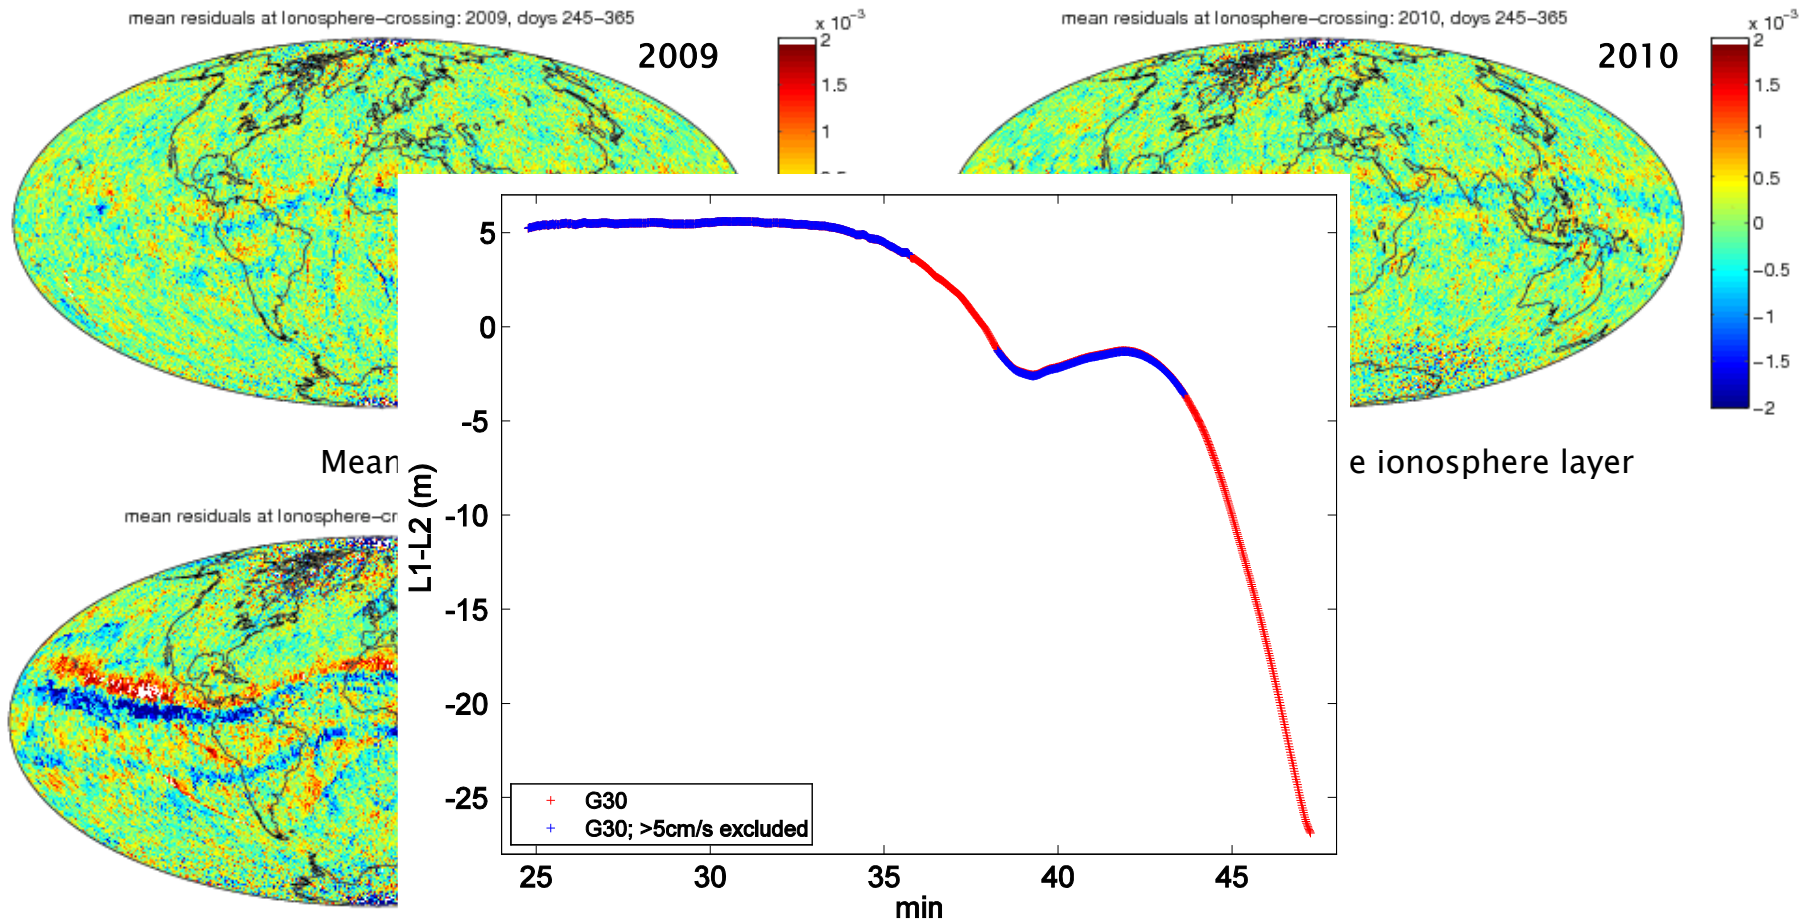 mean residuals at Ionosphere-crossing: 2009, doys 245-365
x 10⁻³
2009
2
1.5
1
mean residuals at Ionosphere-crossing: 2010, doys 245-365
x 10⁻³
2010
2
1.5
1
0.5
0
-0.5
-1
-1.5
-2
Mean
e ionosphere layer
mean residuals at Ionosphere-cr
L1-L2 (m)
5
0
-5
-10
-15
-20
-25
G30
G30; >5cm/s excluded
25 30 35 40 45
min